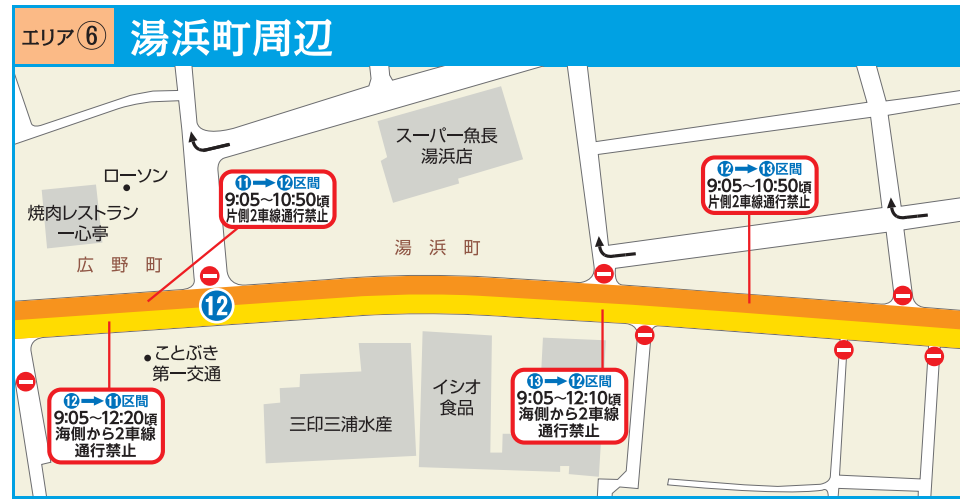 エリア⑥ 湯浜町周辺
スーパー魚長
湯浜店
ローソン
焼肉レストラン
一心亭
広野町
湯浜町
⑪→⑫区間
9:05～10:50頃
片側2車線通行禁止
⑫→⑬区間
9:05～10:50頃
片側2車線通行禁止
⑫
ことぶき
第一交通
⑫→⑪区間
9:05～12:20頃
海側から2車線
通行禁止
三印三浦水産
イシオ
食品
⑬→⑫区間
9:05～12:10頃
海側から2車線
通行禁止